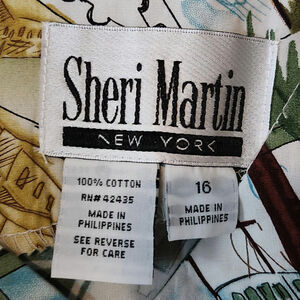 Sheri Martin
NEW YORK
100% COTTON
RN# 42435
MADE IN
PHILIPPINES
SEE REVERSE
FOR CARE
16
MADE IN
PHILIPPINES